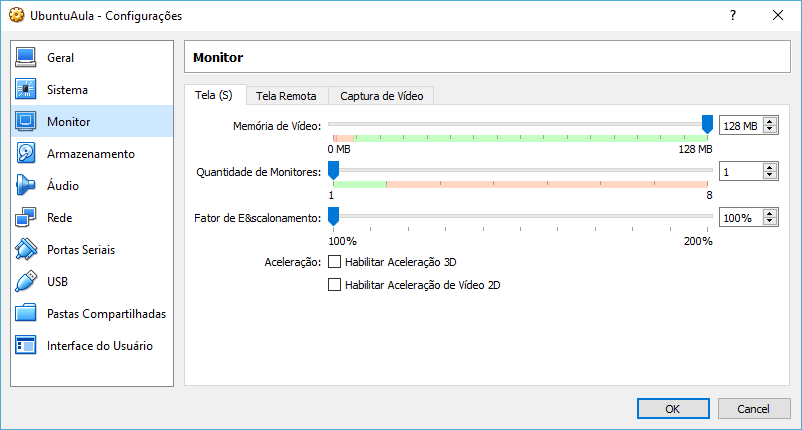 UbuntuAula - Configurações
?
Geral
Sistema
Monitor
Armazenamento
Áudio
Rede
Portas Seriais
USB
Pastas Compartilhadas
Interface do Usuário
Monitor
Tela (S)
Tela Remota
Captura de Vídeo
Memória de Vídeo:
128 MB
0 MB
128 MB
Quantidade de Monitores:
1
1
8
Fator de E&scalonamento:
100%
100%
200%
Aceleração:
Habilitar Aceleração 3D
Habilitar Aceleração de Vídeo 2D
OK
Cancel